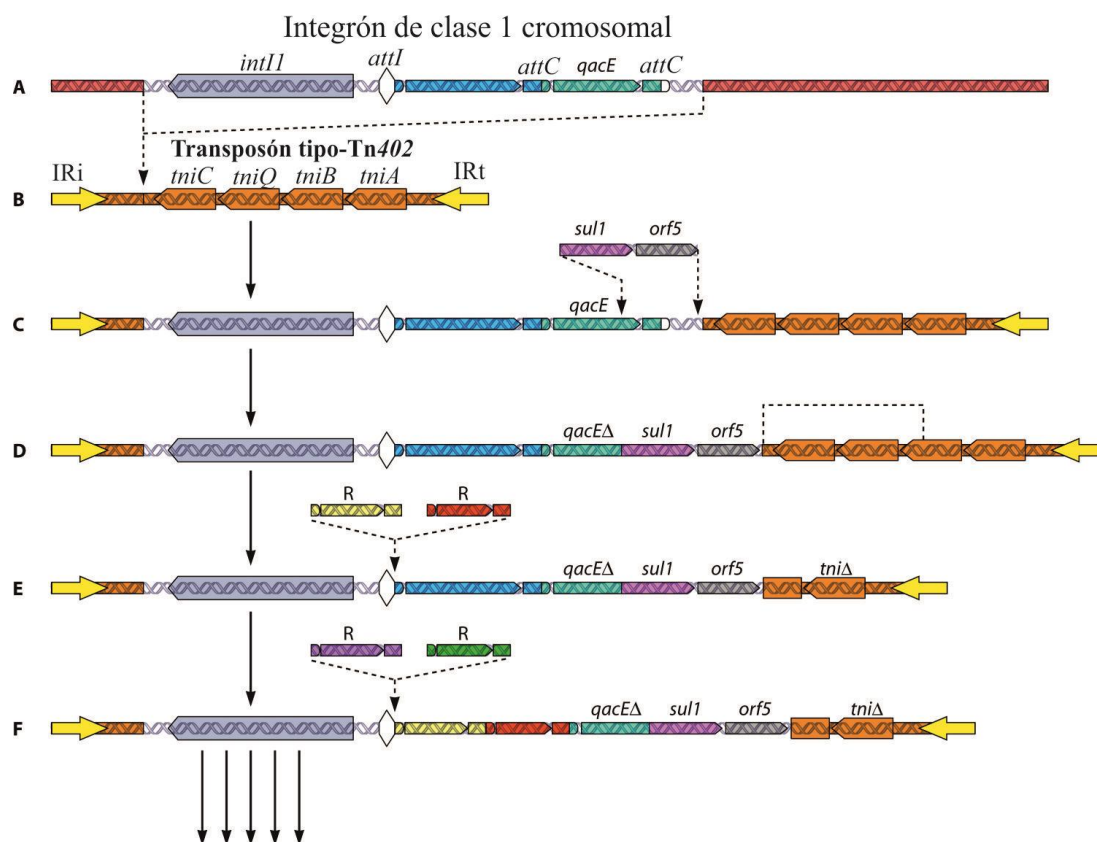 Integrón de clase 1 cromosomal
intI1 attI attC qacE attC
A
Transposón tipo-Tn402
IRi tniC tniQ tniB tniA IRt
B
sul1 orf5
qacE
C
qacEΔ sul1 orf5
D
R R
qacEΔ sul1 orf5 tniΔ
E
R R
qacEΔ sul1 orf5 tniΔ
F